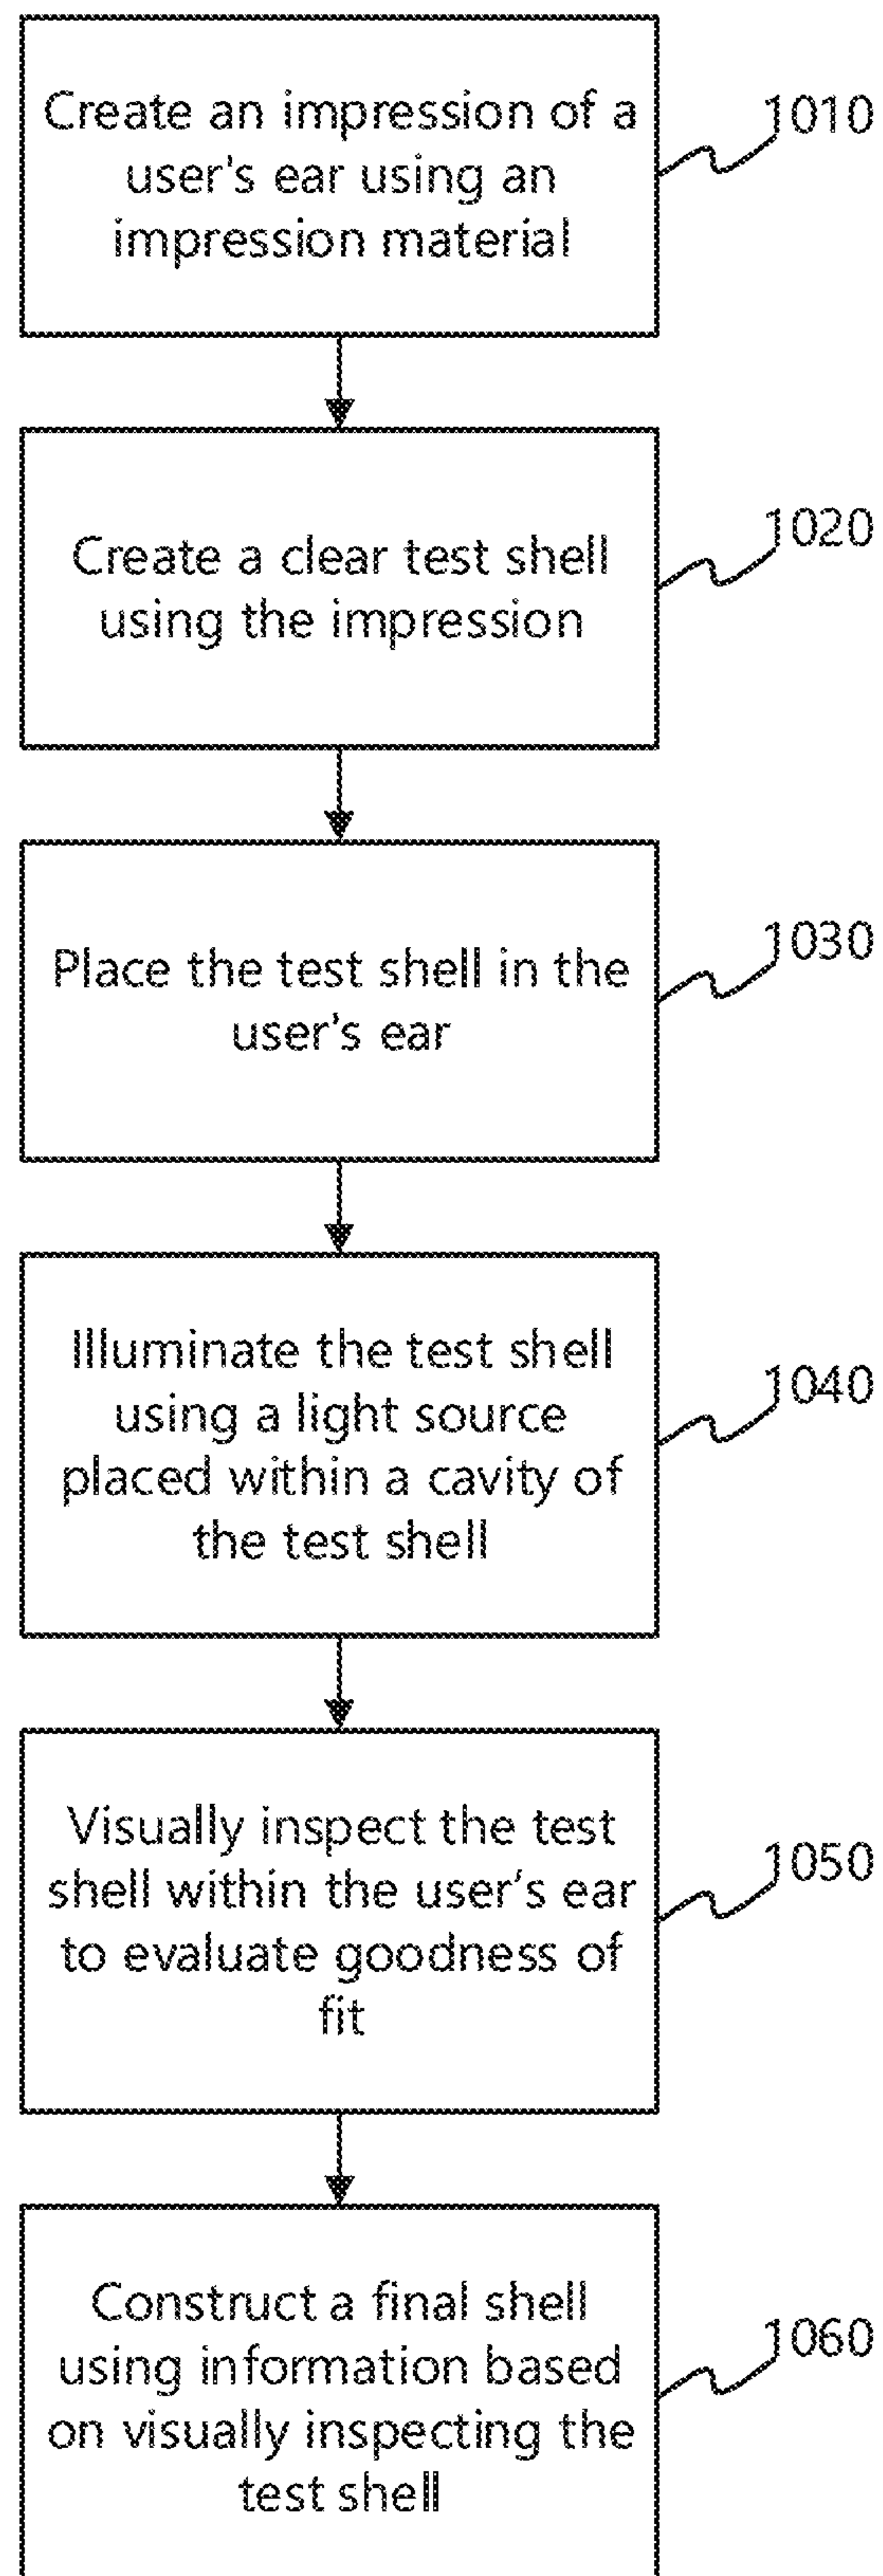 Create an impression of a
user's ear using an
impression material
1010
Create a clear test shell
using the impression
1020
Place the test shell in the
user's ear
1030
Illuminate the test shell
using a light source
placed within a cavity of
the test shell
1040
Visually inspect the test
shell within the user's ear
to evaluate goodness of
fit
1050
Construct a final shell
using information based
on visually inspecting the
test shell
1060